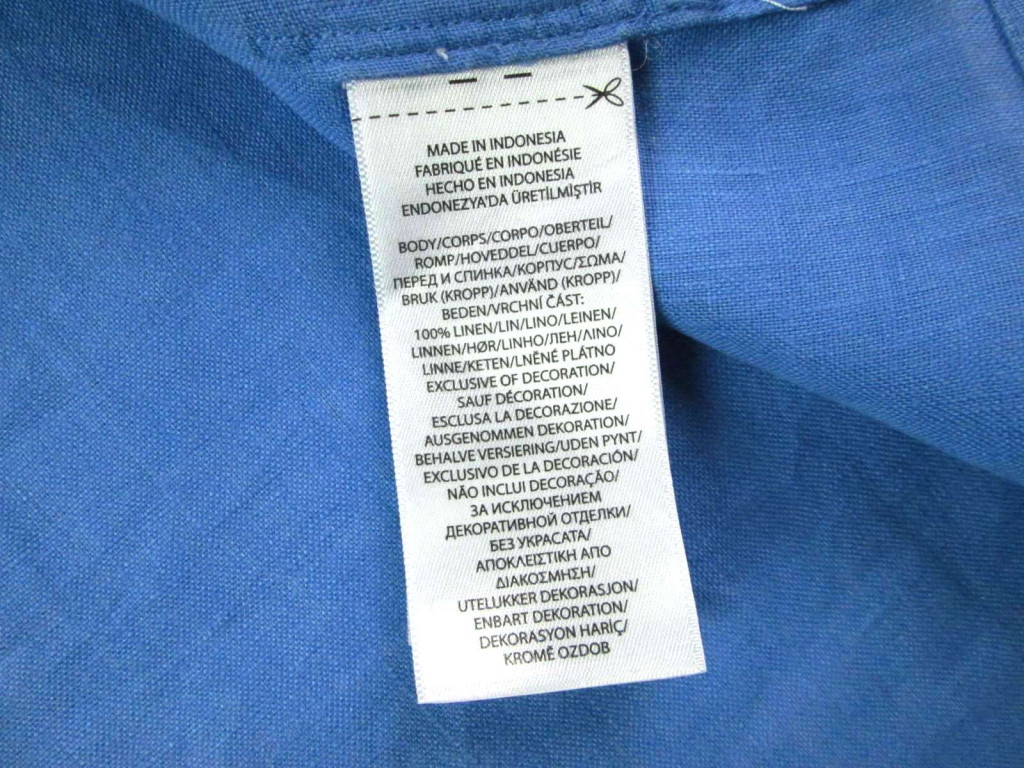 MADE IN INDONESIA
FABRIQUÉ EN INDONÉSIE
HECHO EN INDONESIA
ENDONEZYA'DA ÜRETİLMİŞTİR
BODY/CORPS/CORPO/OBERTEIL/
ROMP/HOVEDDEL/CUERPO/
ПЕРЕД И СПИНКА/КОРПУС/ΣΩΜΑ/
BRUK (KROPP)/ANVÄND (KROPP)/
BEDEN/VRCHNÍ ČÁST:
100% LINEN/LIN/LINO/LEINEN/
LINNEN/HØR/LINHO/ЛЕН/ΛΙΝΟ/
LINNE/KETEN/LNĚNÉ PLÁTNO
EXCLUSIVE OF DECORATION/
SAUF DÉCORATION/
ESCLUSA LA DECORAZIONE/
AUSGENOMMEN DEKORATION/
BEHALVE VERSIERING/UDEN PYNT/
EXCLUSIVO DE LA DECORACIÓN/
NÃO INCLUI DECORAÇÃO/
ЗА ИСКЛЮЧЕНИЕМ
ДЕКОРАТИВНОЙ ОТДЕЛКИ/
БЕЗ УКРАСАТА/
ΑΠΟΚΛΕΙΣΤΙΚΗ ΑΠΟ
ΔΙΑΚΟΣΜΗΣΗ/
UTELUKKER DEKORASJON/
ENBART DEKORATION/
DEKORASYON HARİÇ/
KROMĚ OZDOB